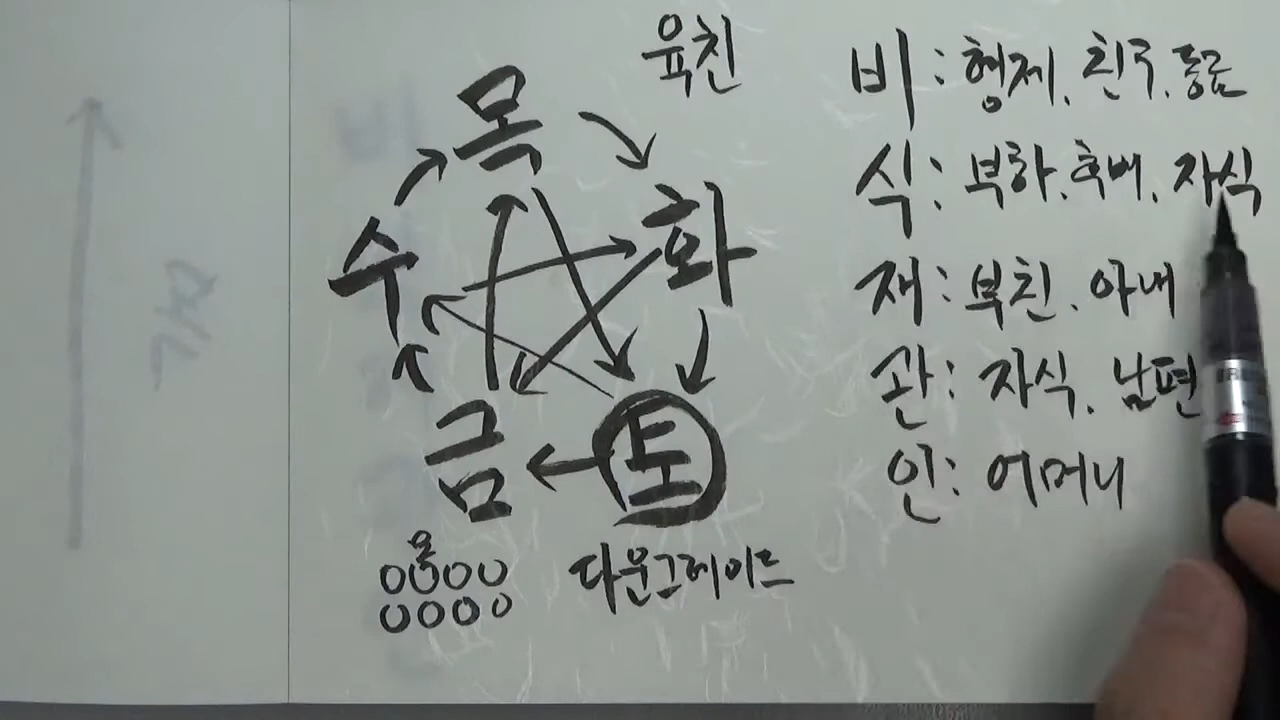 육친
목
수
화
금
토
오
다운그레이드
비: 형제. 친구. 동료
식: 부하. 후배. 자식
재: 부친. 아내
관: 자식. 남편
인: 어머니